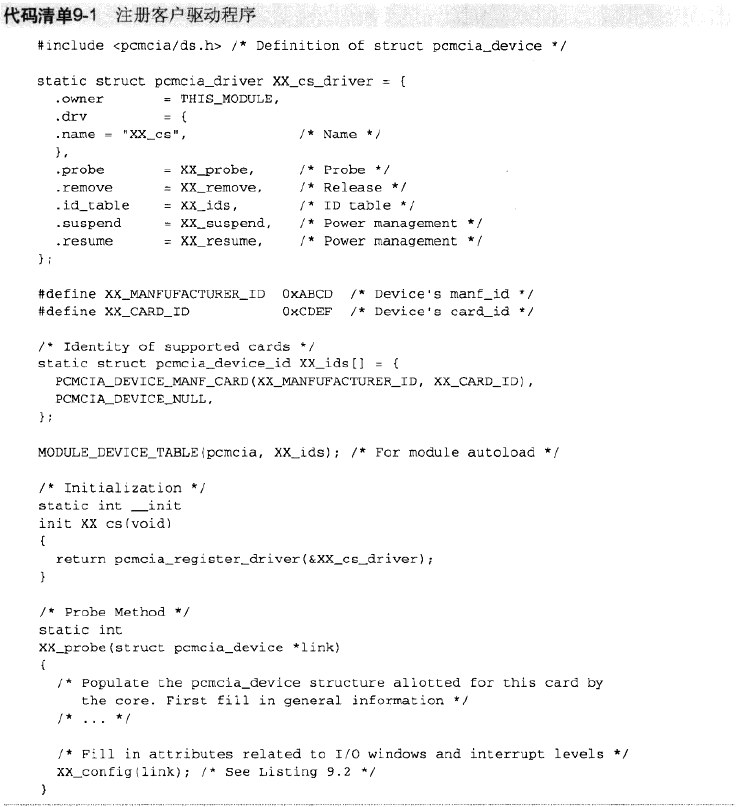 代码清单9-1 注册客户驱动程序
#include <pcmcia/ds.h> /* Definition of struct pcmcia_device */
static struct pcmcia_driver XX_cs_driver = {
.owner = THIS_MODULE,
.drv = {
.name = "XX_cs", /* Name */
},
.probe = XX_probe, /* Probe */
.remove = XX_remove, /* Release */
.id_table = XX_ids, /* ID table */
.suspend = XX_suspend, /* Power management */
.resume = XX_resume, /* Power management */
};
#define XX_MANFUFACTURER_ID 0xABCD /* Device's manf_id */
#define XX_CARD_ID 0xCDEF /* Device's card_id */
/* Identity of supported cards */
static struct pcmcia_device_id XX_ids[] = {
PCMCIA_DEVICE_MANF_CARD(XX_MANFUFACTURER_ID, XX_CARD_ID),
PCMCIA_DEVICE_NULL,
};
MODULE_DEVICE_TABLE(pcmcia, XX_ids); /* For module autoload */
/* Initialization */
static int __init
init XX cs(void)
{
return pcmcia_register_driver(&XX_cs_driver);
}
/* Probe Method */
static int
XX_probe(struct pcmcia_device *link)
{
/* Populate the pcmcia_device structure allotted for this card by
the core. First fill in general information */
/* ... */
/* Fill in attributes related to I/O windows and interrupt levels */
XX_config(link); /* See Listing 9.2 */
}